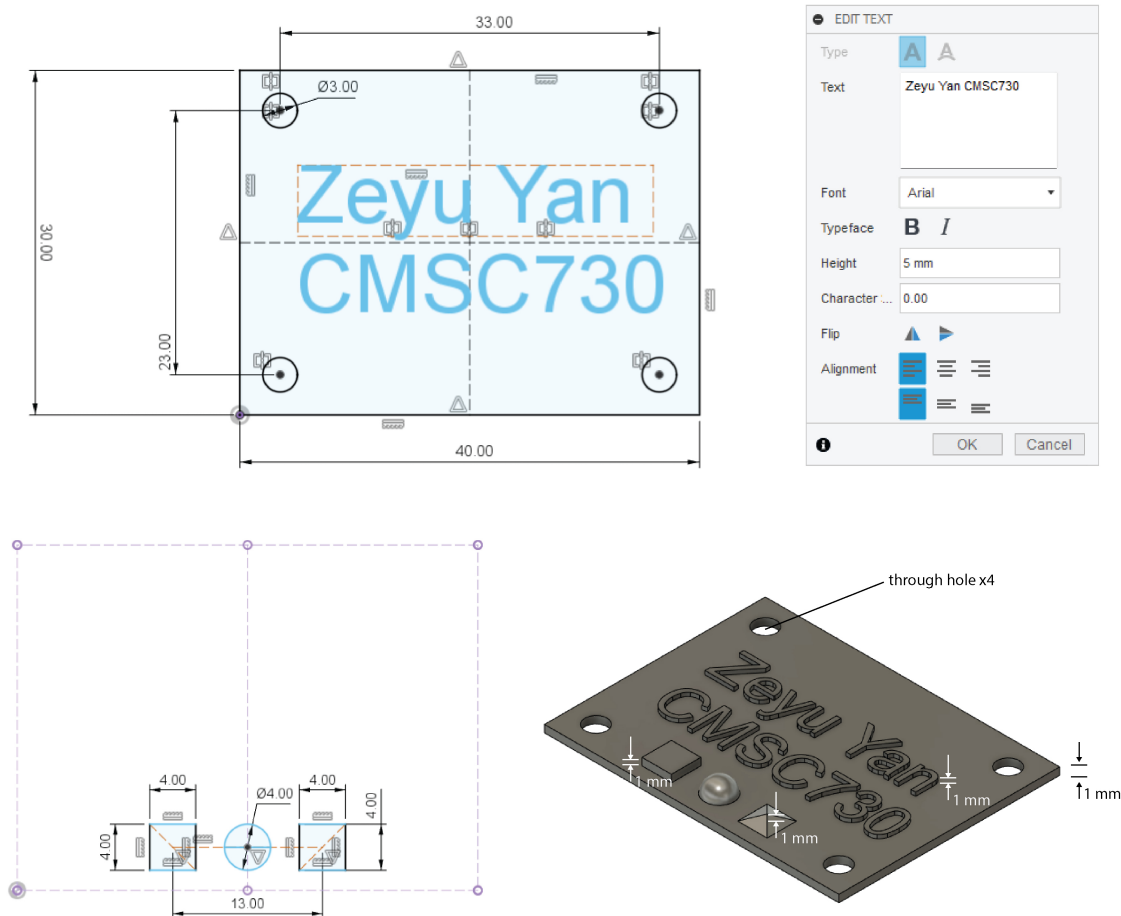 33.00
Ø3.00
30.00
23.00
40.00
Zeyu Yan
CMSC730
EDIT TEXT
Type
A A
Text
Zeyu Yan CMSC730
Font
Arial
Typeface
B I
Height
5 mm
Character ...
0.00
Flip
Alignment
OK
Cancel
4.00
Ø4.00
4.00
4.00
4.00
13.00
through hole x4
Zeyu Yan
CMSC730
1 mm
1 mm
1 mm
1 mm